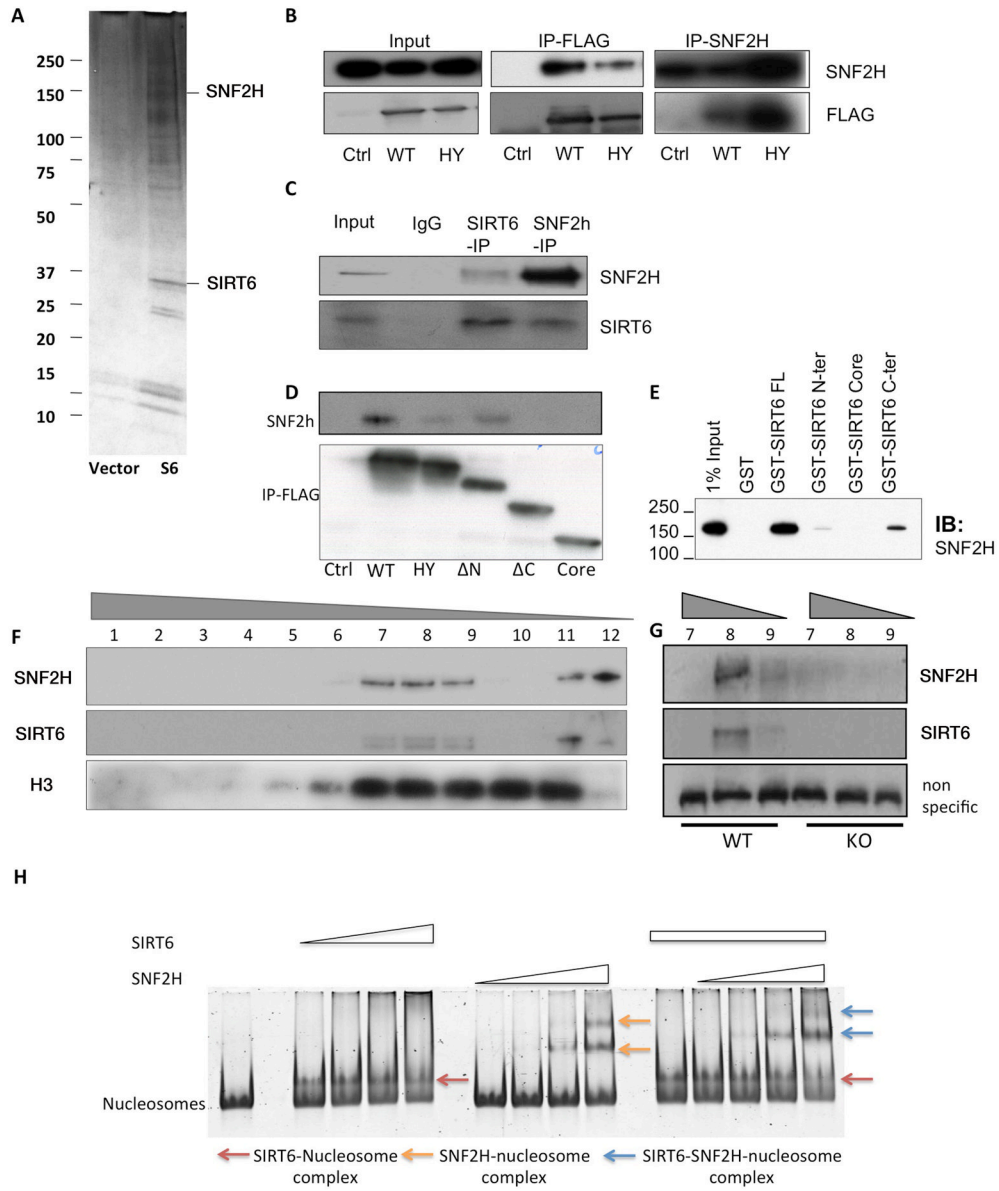 A
250
150
100
75
50
37
25
20
15
10
SNF2H
SIRT6
Vector S6
B
Input IP-FLAG IP-SNF2H
SNF2H
FLAG
Ctrl WT HY Ctrl WT HY Ctrl WT HY
C
Input IgG SIRT6 -IP SNF2h -IP
SNF2H
SIRT6
D
SNF2h
IP-FLAG
Ctrl WT HY ΔN ΔC Core
E
1% Input
GST
GST-SIRT6 FL
GST-SIRT6 N-ter
GST-SIRT6 Core
GST-SIRT6 C-ter
250
150
100
IB:
SNF2H
F
1 2 3 4 5 6 7 8 9 10 11 12
SNF2H
SIRT6
H3
G
7 8 9 7 8 9
SNF2H
SIRT6
non
specific
WT KO
H
SIRT6
SNF2H
Nucleosomes
SIRT6-Nucleosome
complex
SNF2H-nucleosome
complex
SIRT6-SNF2H-nucleosome
complex